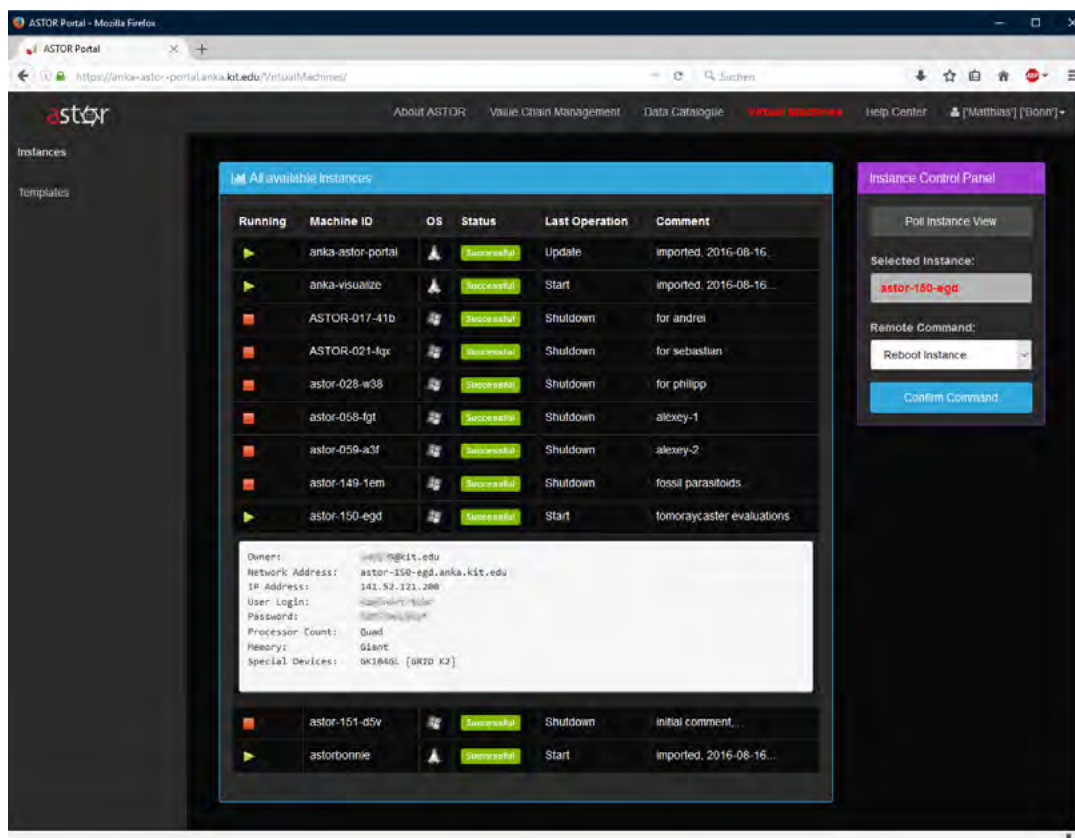 ASTOR Portal - Mozilla Firefox
ASTOR Portal
https://anka-astor-portal.anka.kit.edu/VirtualMachines/
Suchen
astor
About ASTOR Value Chain Management Data Catalogue Virtual Machines Help Center ['Matthias'] ['Bonn']
Instances
Templates
All available Instances
Running Machine ID OS Status Last Operation Comment
anka-astor-portal Successful Update imported, 2016-08-16...
anka-visualize Successful Start imported, 2016-08-16...
ASTOR-017-41b Successful Shutdown for andrei
ASTOR-021-fqx Successful Shutdown for sebastian
astor-028-w38 Successful Shutdown for philipp
astor-058-fgt Successful Shutdown alexey-1
astor-059-a3f Successful Shutdown alexey-2
astor-149-1em Successful Shutdown fossil parasitoids
astor-150-egd Successful Start tomoraycaster evaluations
Owner: @kit.edu
Network Address: astor-150-egd.anka.kit.edu
IP Address: 141.52.121.200
User Login:
Password:
Processor Count: Quad
Memory: Giant
Special Devices: GK104GL [GRID K2]
astor-151-d5v Successful Shutdown initial comment,...
astorbonnie Successful Start imported, 2016-08-16...
Instance Control Panel
Poll Instance View
Selected Instance:
astor-150-egd
Remote Command:
Reboot Instance
Confirm Command